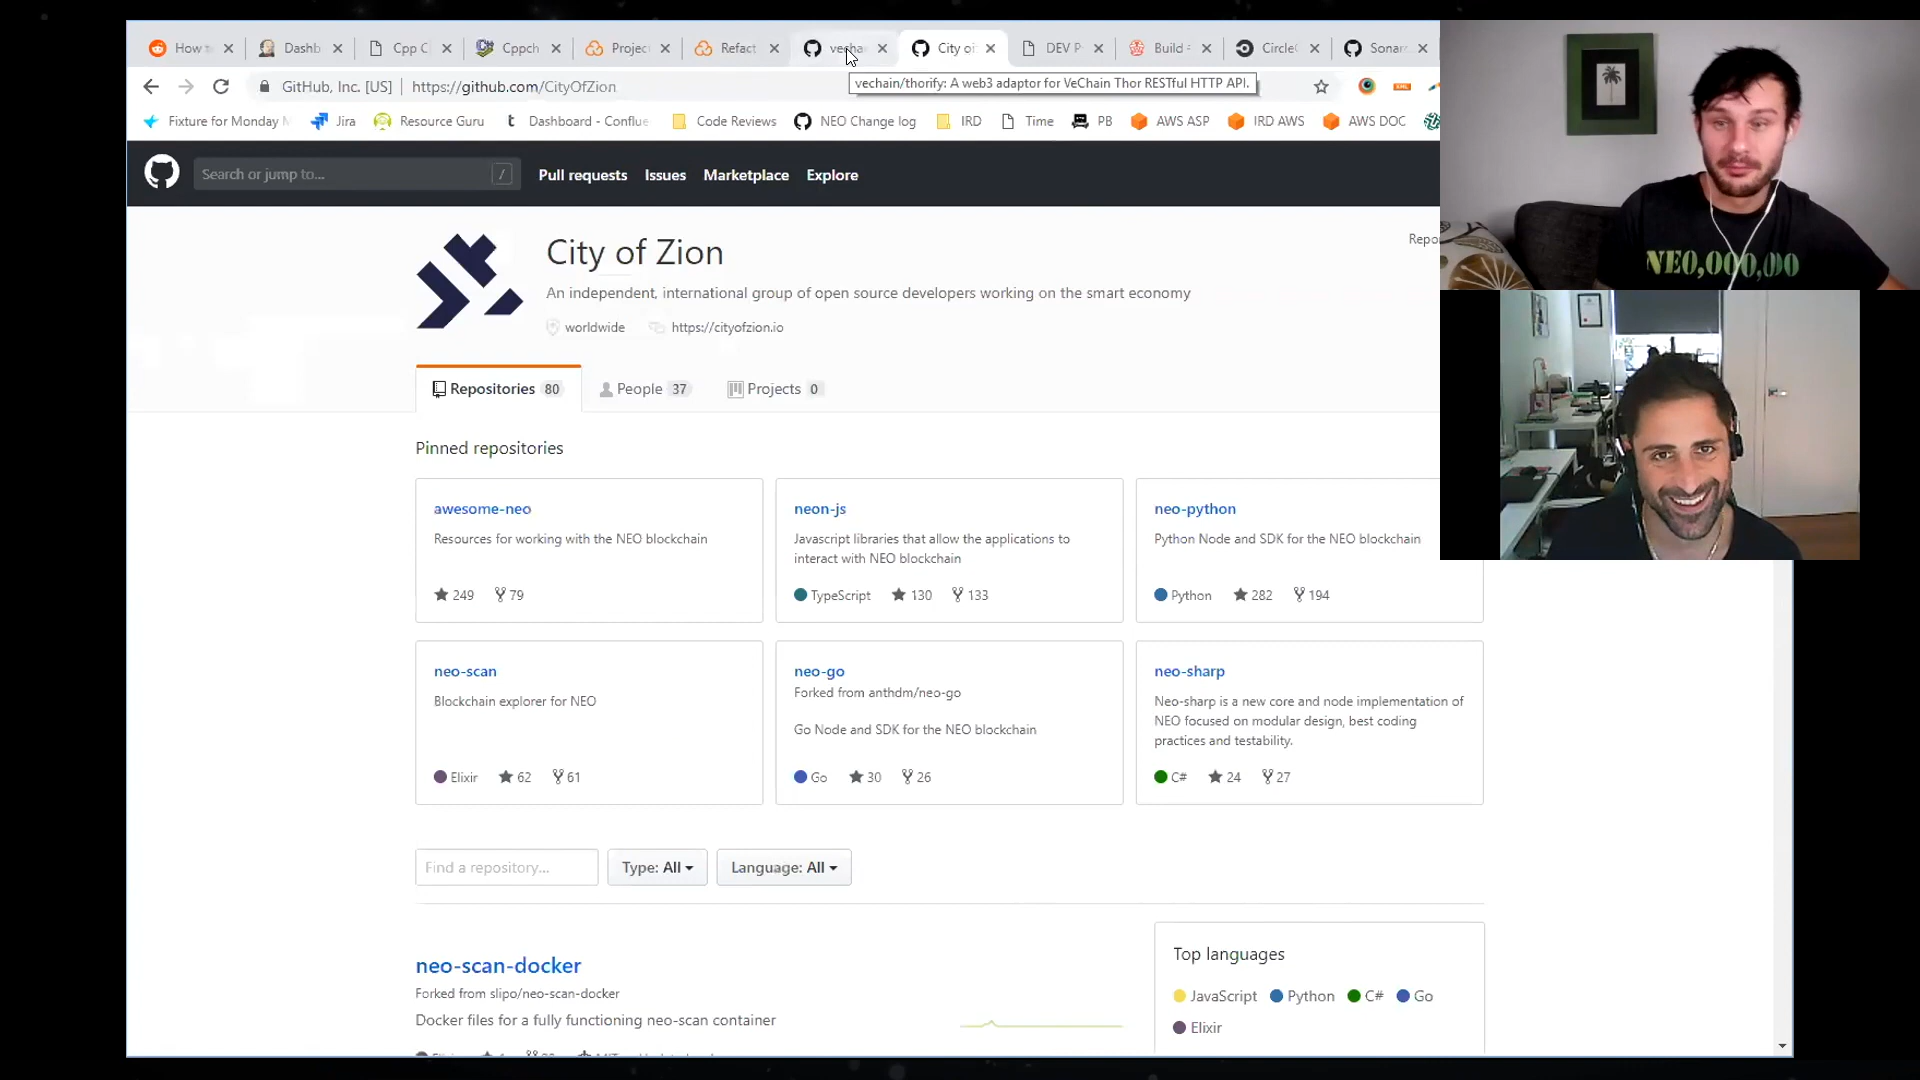 How
Dashb
Cpp C
Cppch
Project
Refact
vecha
City of
DEV P
Build
CircleC
Sonar
GitHub, Inc. [US] | https://github.com/CityOfZion
vechain/thorify: A web3 adaptor for VeChain Thor RESTful HTTP API.
Fixture for Monday
Jira
Resource Guru
Dashboard - Conflue
Code Reviews
NEO Change log
IRD
Time
PB
AWS ASP
IRD AWS
AWS DOC
Search or jump to...
/
Pull requests
Issues
Marketplace
Explore
NEO,000,00
Repo
City of Zion
An independent, international group of open source developers working on the smart economy
worldwide
https://cityofzion.io
Repositories 80
People 37
Projects 0
Pinned repositories
awesome-neo
Resources for working with the NEO blockchain
249 79
neon-js
Javascript libraries that allow the applications to
interact with NEO blockchain
TypeScript 130 133
neo-python
Python Node and SDK for the NEO blockchain
Python 282 194
neo-scan
Blockchain explorer for NEO
Elixir 62 61
neo-go
Forked from anthdm/neo-go
Go Node and SDK for the NEO blockchain
Go 30 26
neo-sharp
Neo-sharp is a new core and node implementation of
NEO focused on modular design, best coding
practices and testability.
C# 24 27
Find a repository...
Type: All
Language: All
neo-scan-docker
Forked from slipo/neo-scan-docker
Docker files for a fully functioning neo-scan container
Top languages
JavaScript Python C# Go
Elixir